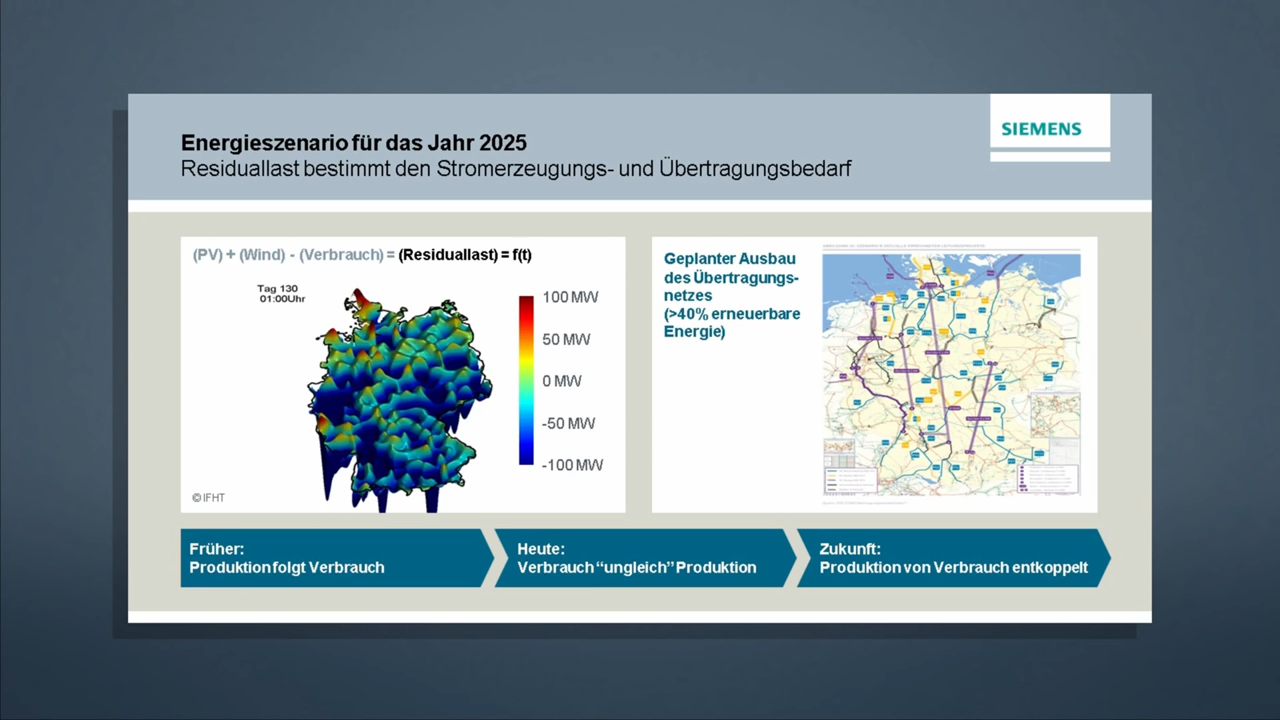 Energieszenario für das Jahr 2025
Residuallast bestimmt den Stromerzeugungs- und Übertragungsbedarf
SIEMENS
(PV) + (Wind) - (Verbrauch) = (Residuallast) = f(t)
Tag 130
01:00Uhr
100 MW
50 MW
0 MW
-50 MW
-100 MW
© IFHT
Geplanter Ausbau
des Übertragungs-
netzes
(>40% erneuerbare
Energie)
Früher:
Produktion folgt Verbrauch
Heute:
Verbrauch “ungleich” Produktion
Zukunft:
Produktion von Verbrauch entkoppelt